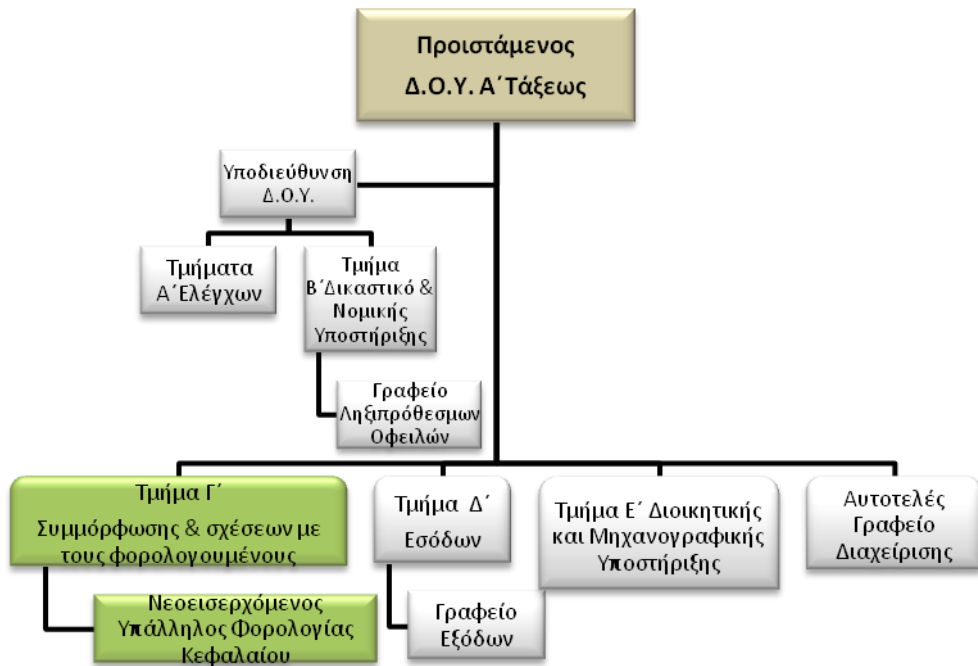 Προιστάμενος
Δ.Ο.Υ. Α΄Τάξεως
Υποδιεύθυνση
Δ.Ο.Υ.
Τμήματα
Α΄Ελέγχων
Τμήμα
Β΄Δικαστικό &
Νομικής
Υποστήριξης
Γραφείο
Ληξιπρόθεσμων
Οφειλών
Τμήμα Γ΄
Συμμόρφωσης & σχέσεων με
τους φορολογουμένους
Νεοεισερχόμενος
Υπάλληλος Φορολογίας
Κεφαλαίου
Τμήμα Δ΄
Εσόδων
Γραφείο
Εξόδων
Τμήμα Ε΄ Διοικητικής
και Μηχανογραφικής
Υποστήριξης
Αυτοτελές
Γραφείο
Διαχείρισης